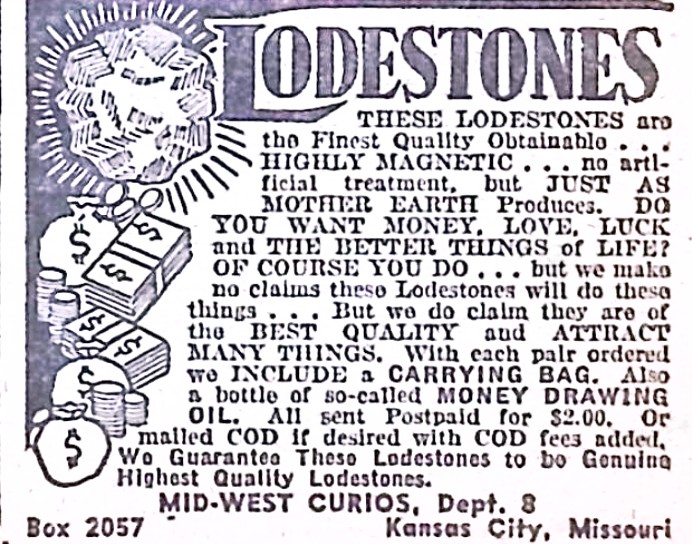 LODESTONES
THESE LODESTONES are
the Finest Quality Obtainable . . .
HIGHLY MAGNETIC . . . no arti-
ficial treatment, but JUST AS
MOTHER EARTH Produces. DO
YOU WANT MONEY, LOVE, LUCK
and THE BETTER THINGS of LIFE?
OF COURSE YOU DO . . . but we make
no claims these Lodestones will do these
things . . . But we do claim they are of
the BEST QUALITY and ATTRACT
MANY THINGS. With each pair ordered
we INCLUDE a CARRYING BAG. Also
a bottle of so-called MONEY DRAWING
OIL. All sent Postpaid for $2.00. Or
mailed COD if desired with COD fees added.
We Guarantee These Lodestones to be Genuine
Highest Quality Lodestones.
MID-WEST CURIOS, Dept. 8
Box 2057 Kansas City, Missouri
$
$
$
$
$
$
$